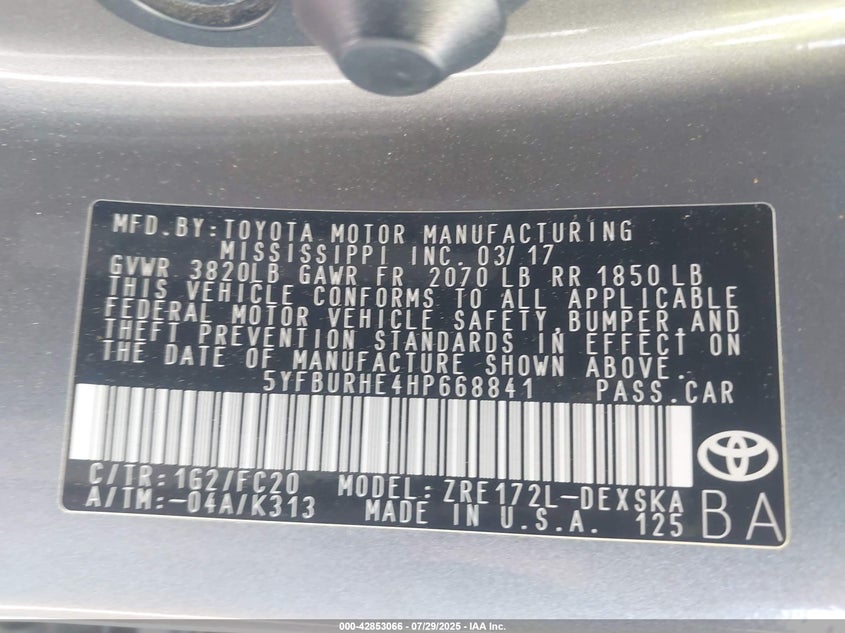 MFD.BY:TOYOTA MOTOR MANUFACTURING
MISSISSIPPI INC. 03/17
GVWR 3820LB GAWR FR 2070 LB RR 1850 LB
THIS VEHICLE CONFORMS TO ALL APPLICABLE
FEDERAL MOTOR VEHICLE SAFETY,BUMPER,AND
THEFT PREVENTION STANDARDS IN EFFECT ON
THE DATE OF MANUFACTURE SHOWN ABOVE.
5YFBURHE4HP668841 PASS.CAR
C/TR:1G2/FC20 MODEL:ZRE172L-DEXSKA
A/TM:-04A/K313 MADE IN U.S.A. 125
BA
000-42853066 - 07/29/2025 - IAA Inc.